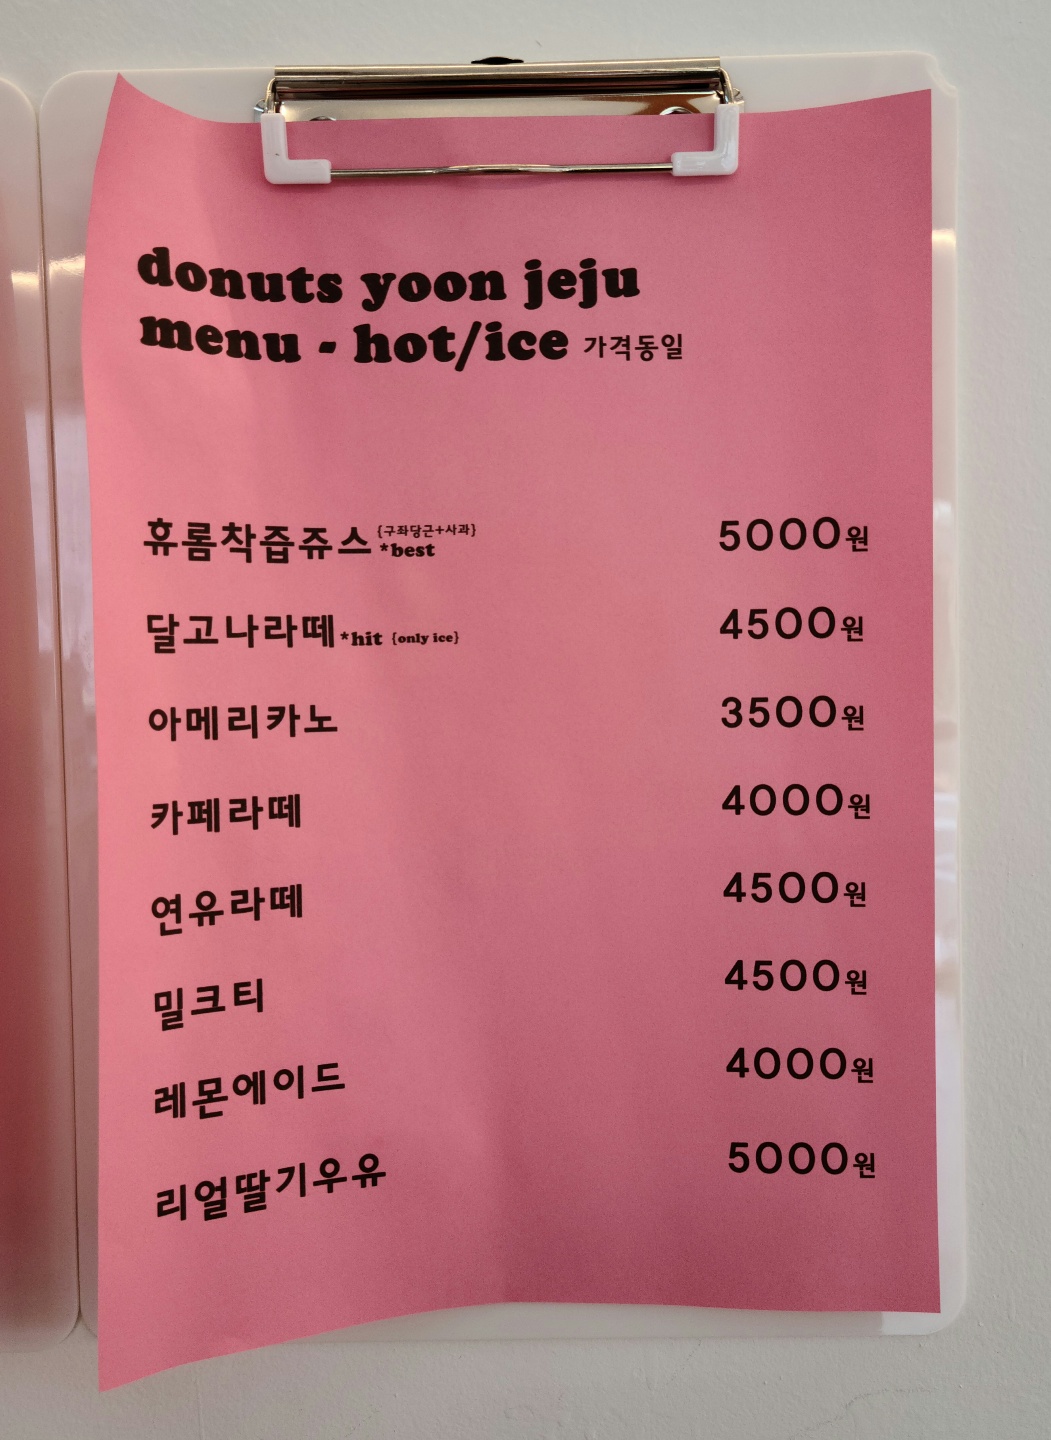 donuts yoon jeju
menu - hot/ice 가격동일
휴롬착즙쥬스 {구좌당근+사과} *best 5000원
달고나라떼 *hit {only ice} 4500원
아메리카노 3500원
카페라떼 4000원
연유라떼 4500원
밀크티 4500원
레몬에이드 4000원
리얼딸기우유 5000원